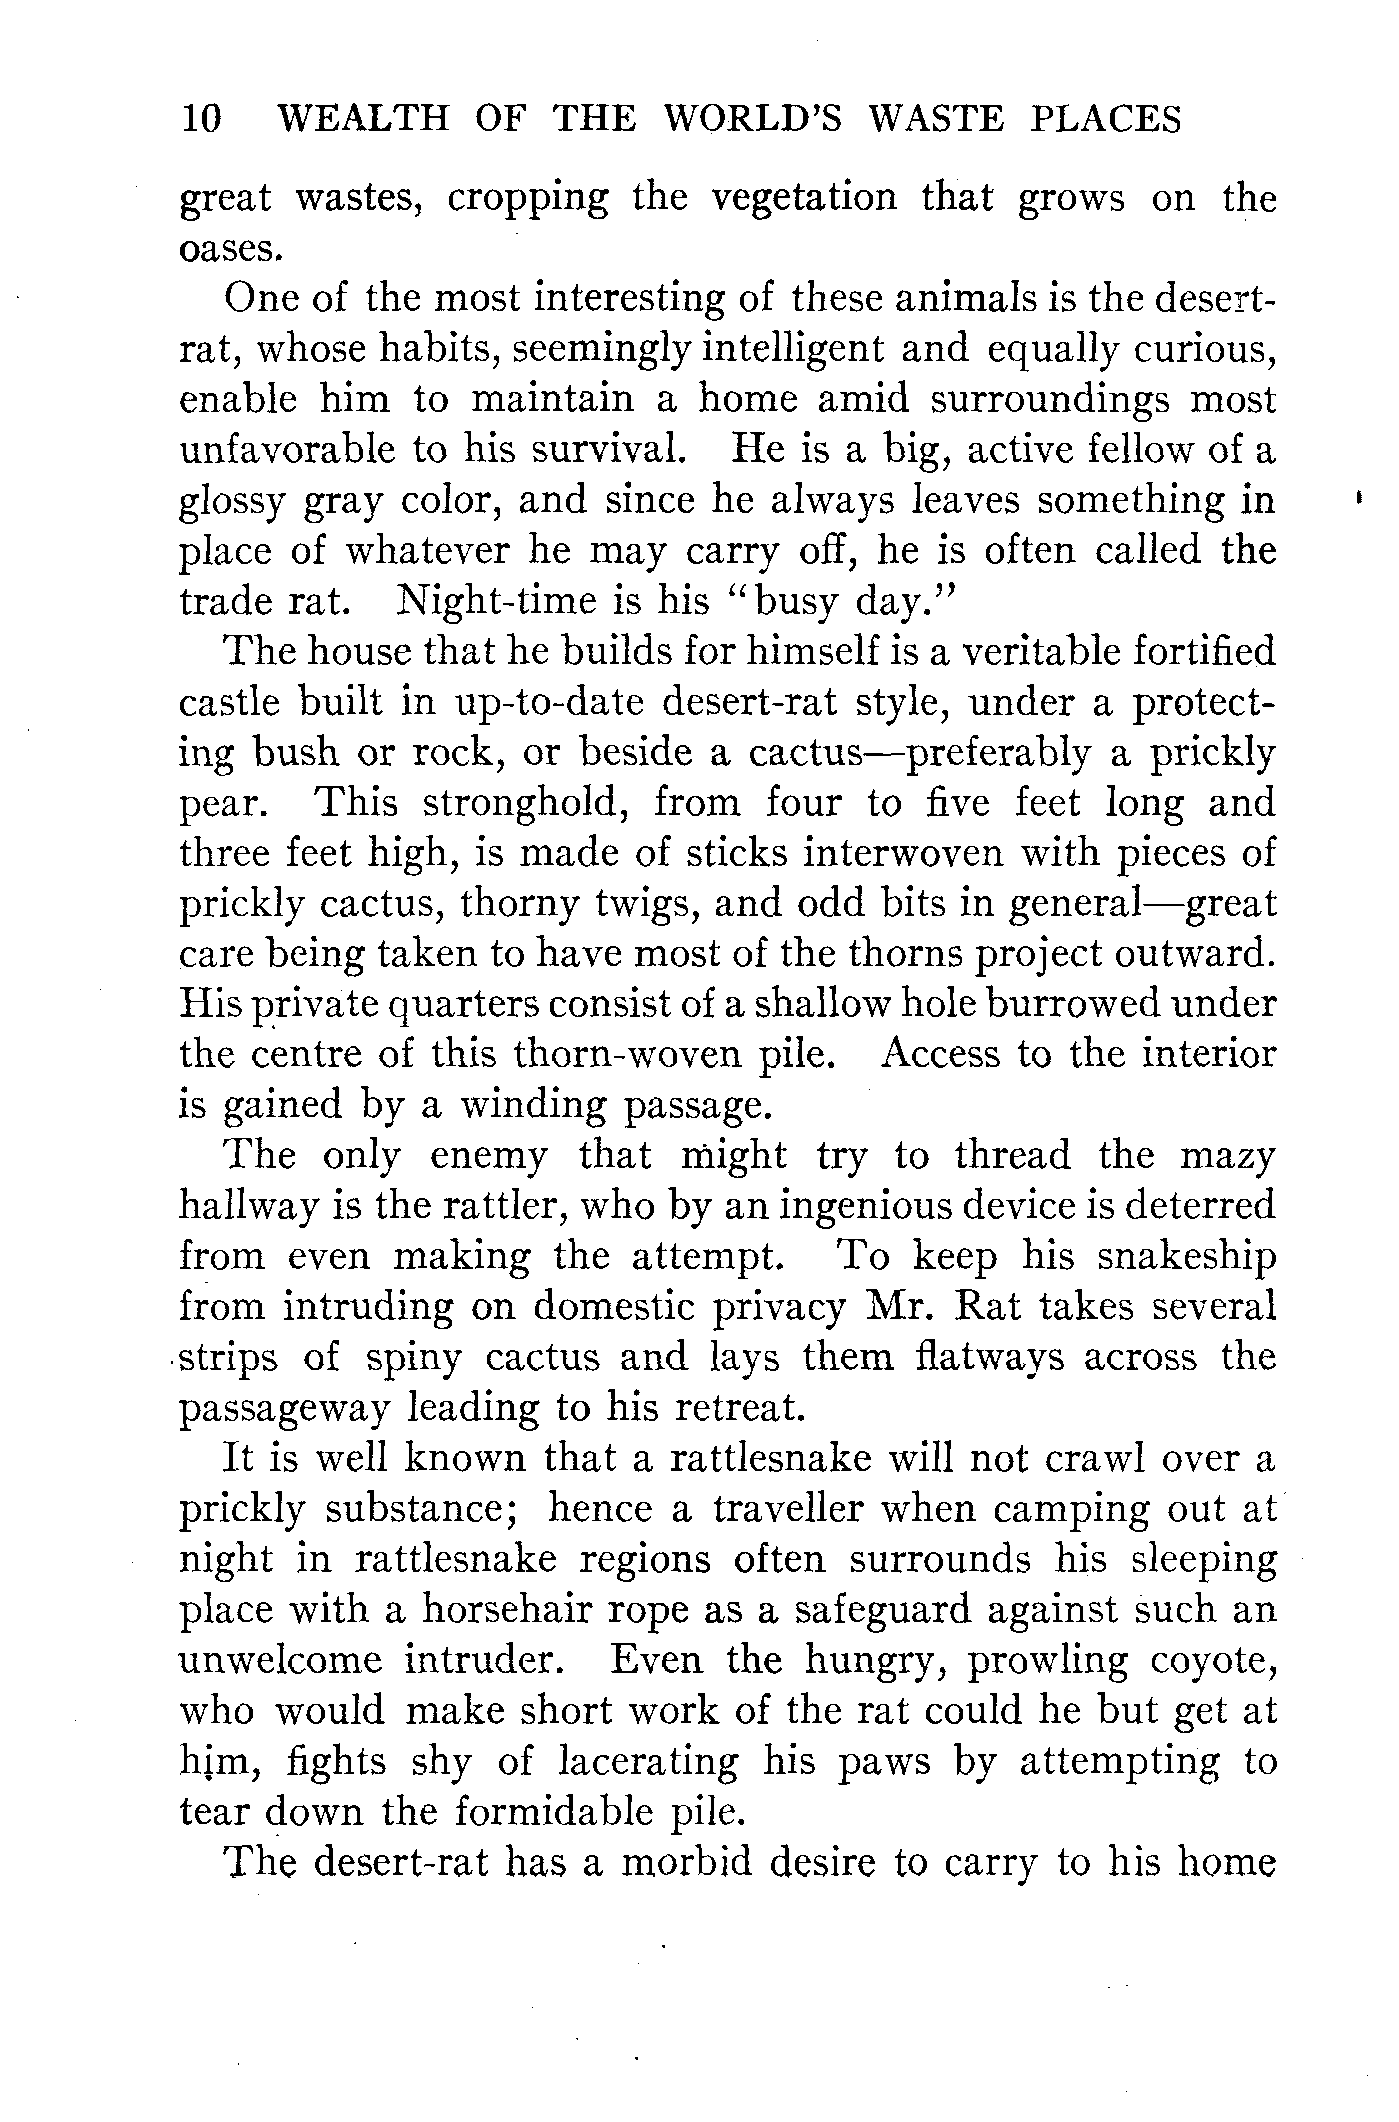 10 WEALTH OF THE WORLD'S WASTE PLACES
great wastes, cropping the vegetation that grows on the
oases.
One of the most interesting of these animals is the desert-
rat, whose habits, seemingly intelligent and equally curious,
enable him to maintain a home amid surroundings most
unfavorable to his survival. He is a big, active fellow of a
glossy gray color, and since he always leaves something in
place of whatever he may carry off, he is often called the
trade rat. Night-time is his "busy day."
The house that he builds for himself is a veritable fortified
castle built in up-to-date desert-rat style, under a protect-
ing bush or rock, or beside a cactus—preferably a prickly
pear. This stronghold, from four to five feet long and
three feet high, is made of sticks interwoven with pieces of
prickly cactus, thorny twigs, and odd bits in general—great
care being taken to have most of the thorns project outward.
His private quarters consist of a shallow hole burrowed under
the centre of this thorn-woven pile. Access to the interior
is gained by a winding passage.
The only enemy that might try to thread the mazy
hallway is the rattler, who by an ingenious device is deterred
from even making the attempt. To keep his snakeship
from intruding on domestic privacy Mr. Rat takes several
strips of spiny cactus and lays them flatways across the
passageway leading to his retreat.
It is well known that a rattlesnake will not crawl over a
prickly substance; hence a traveller when camping out at
night in rattlesnake regions often surrounds his sleeping
place with a horsehair rope as a safeguard against such an
unwelcome intruder. Even the hungry, prowling coyote,
who would make short work of the rat could he but get at
him, fights shy of lacerating his paws by attempting to
tear down the formidable pile.
The desert-rat has a morbid desire to carry to his home